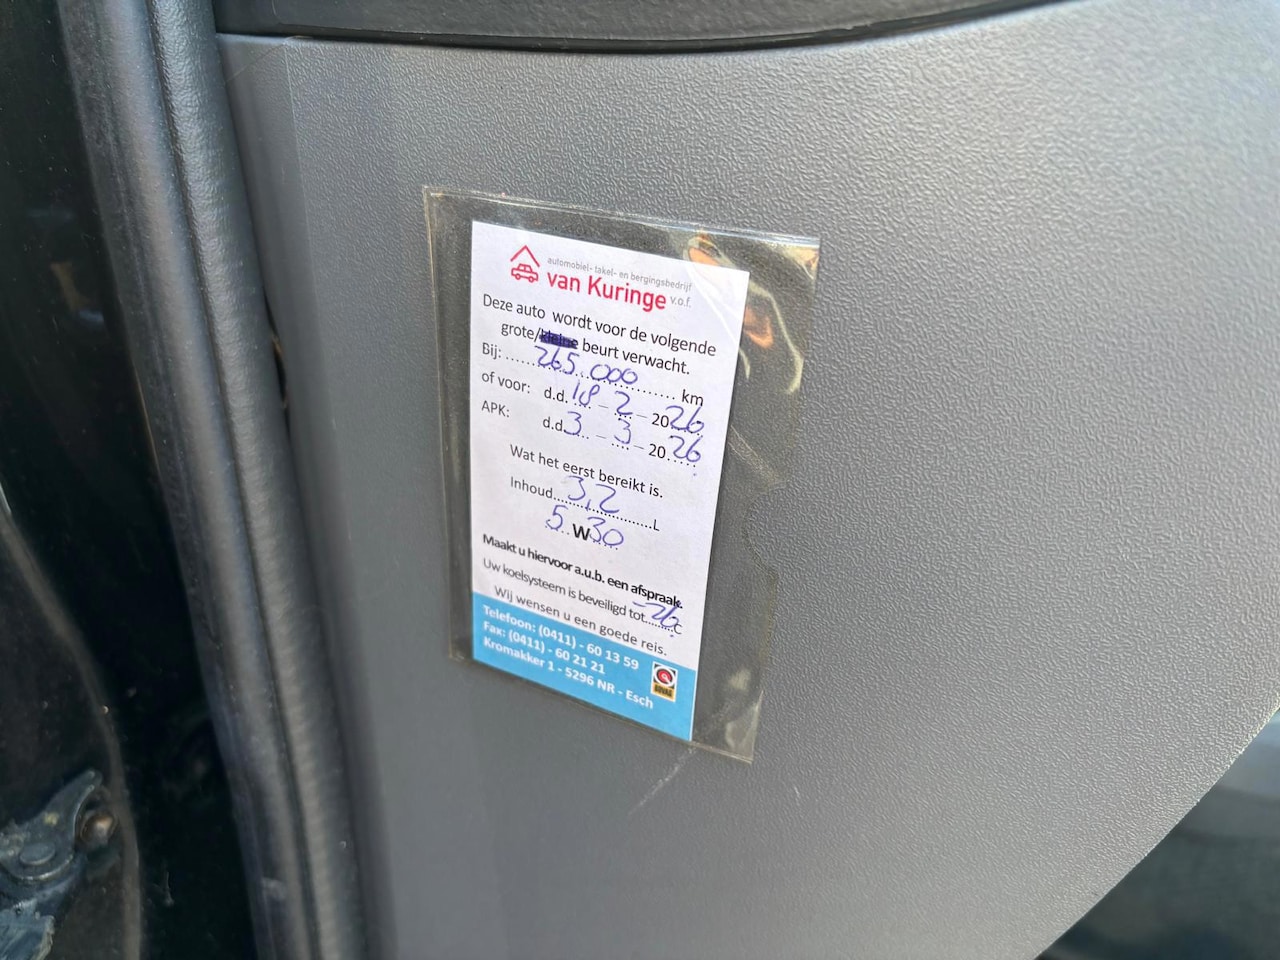 automobiel- takel- en bergingsbedrijf
van Kuringe v.o.f.
Deze auto wordt voor de volgende
grote/kleine beurt verwacht.
Bij: ......265.000.......... km
of voor: d.d. 18 - 2 - 2026
APK: d.d. 3 - 3 - 2026
Wat het eerst bereikt is.
Inhoud 3,2 L
5 W 30
Maakt u hiervoor a.u.b. een afspraak.
Uw koelsysteem is beveiligd tot -26 c
Wij wensen u een goede reis.
Telefoon: (0411) - 60 13 59
Fax: (0411) - 60 21 21
Kromakker 1 - 5296 NR - Esch
BOVAG